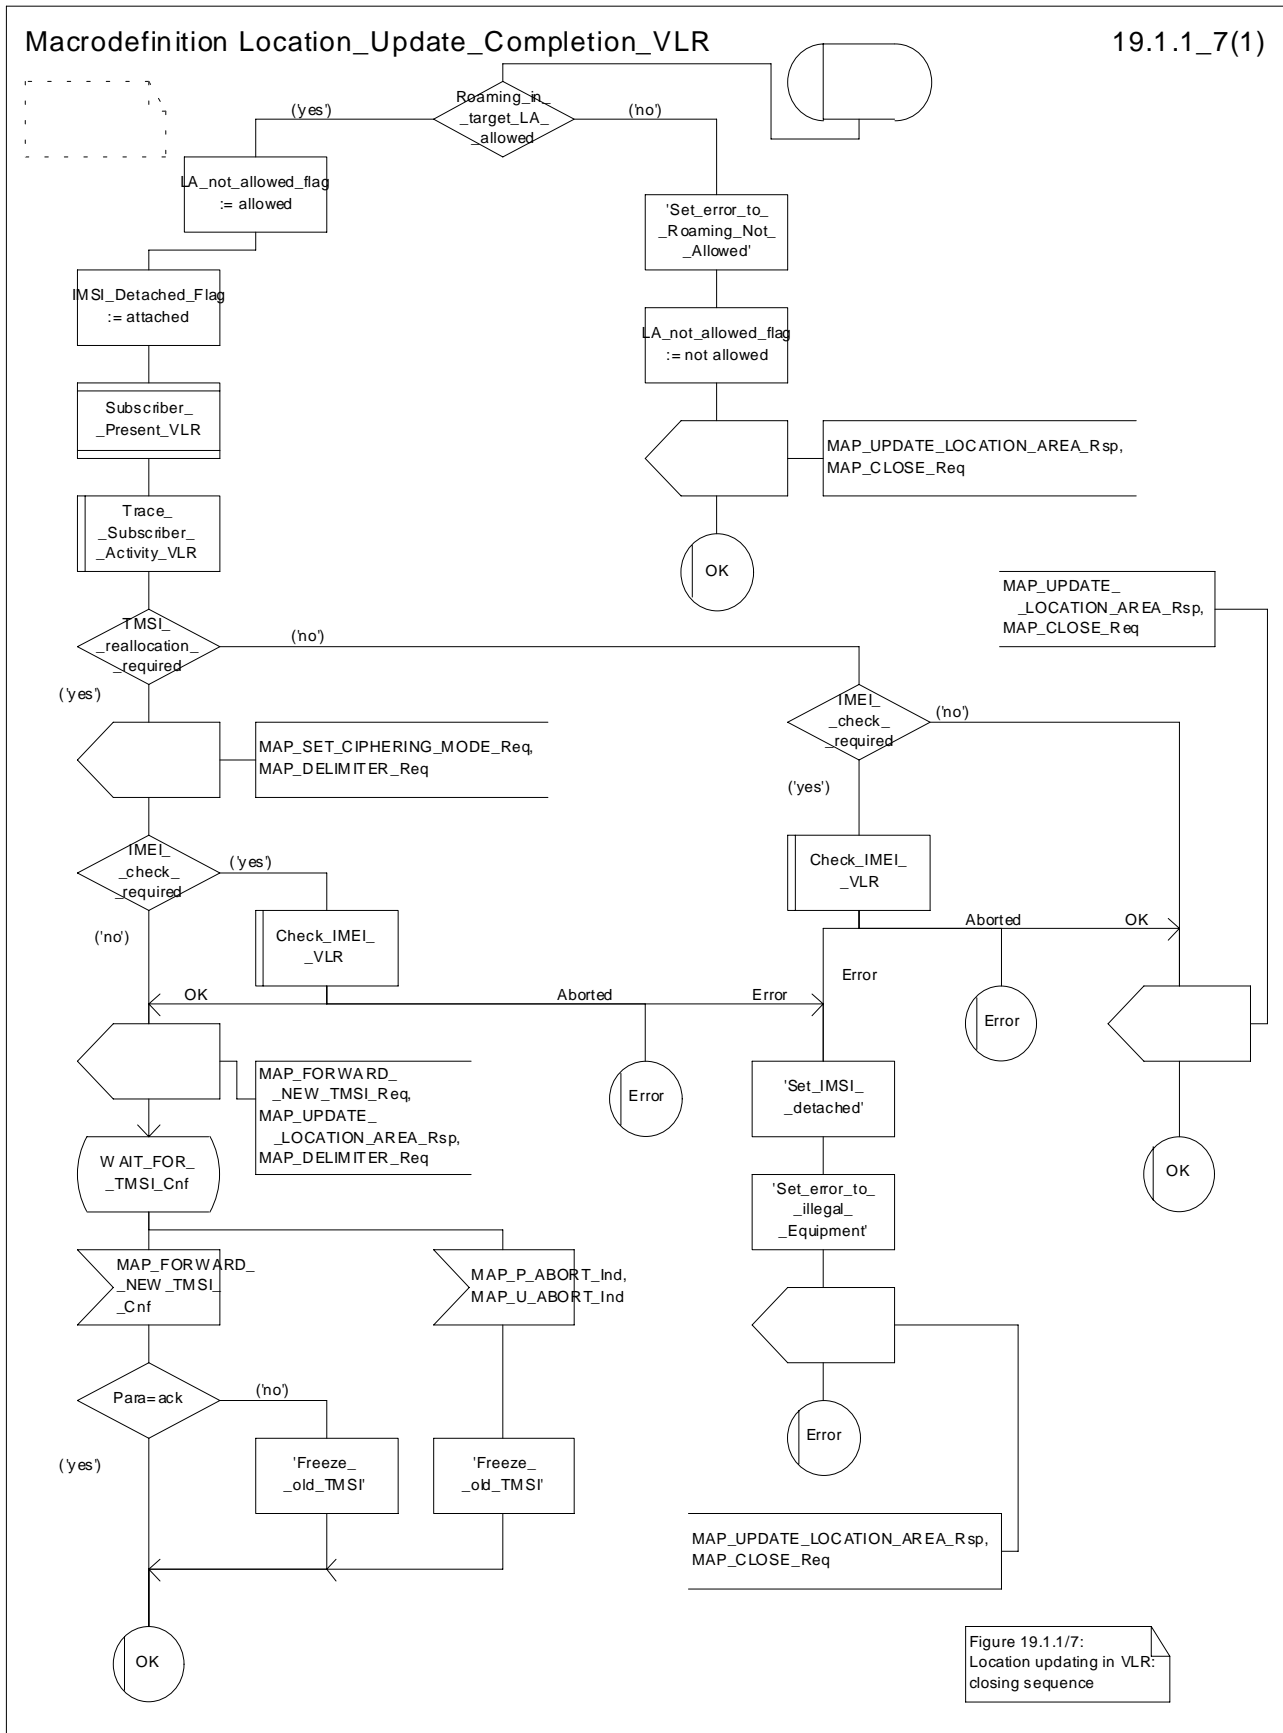 Macrodefinition Location_Update_Completion_VLR
19.1.1_7(1)
Roaming_in_
_target_LA_
_allowed
('yes')
('no')
LA_not_allowed_flag
:= allowed
'Set_error_to_
_Roaming_Not_
_Allowed'
IMSI_Detached_Flag
:= attached
LA_not_allowed_flag
:= not allowed
Subscriber_
_Present_VLR
MAP_UPDATE_LOCATION_AREA_Rsp,
MAP_CLOSE_Req
Trace_
_Subscriber_
_Activity_VLR
OK
MAP_UPDATE_
_LOCATION_AREA_Rsp,
MAP_CLOSE_Req
TMSI_
_reallocation_
_required
('no')
('yes')
IMEI_
_check_
_required
('no')
('yes')
MAP_SET_CIPHERING_MODE_Req,
MAP_DELIMITER_Req
IMEI_
_check_
_required
('yes')
('no')
Check_IMEI_
_VLR
Aborted
OK
Error
Check_IMEI_
_VLR
OK
Aborted
Error
Error
Error
MAP_FORWARD_
_NEW_TMSI_Req,
MAP_UPDATE_
_LOCATION_AREA_Rsp,
MAP_DELIMITER_Req
'Set_IMSI_
_detached'
WAIT_FOR_
_TMSI_Cnf
OK
'Set_error_to_
_illegal_
_Equipment'
MAP_FORWARD_
_NEW_TMSI_
_Cnf
MAP_P_ABORT_Ind,
MAP_U_ABORT_Ind
Para=ack
('no')
('yes')
'Freeze_
_old_TMSI'
'Freeze_
_old_TMSI'
Error
MAP_UPDATE_LOCATION_AREA_Rsp,
MAP_CLOSE_Req
OK
Figure 19.1.1/7:
Location updating in VLR:
closing sequence